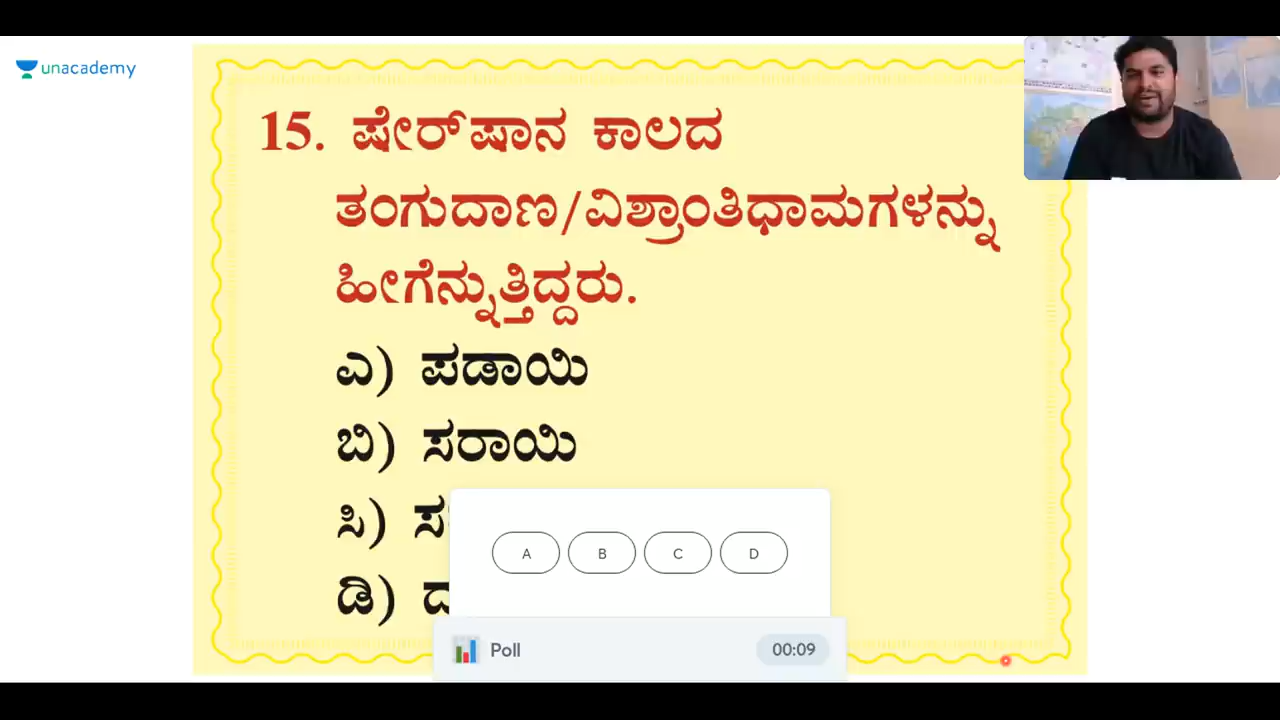 unacademy
15. ಷೇರ್‌ಷಾನ ಕಾಲದ
ತಂಗುದಾಣ/ವಿಶ್ರಾಂತಿಧಾಮಗಳನ್ನು
ಹೀಗೆನ್ನುತ್ತಿದ್ದರು.
ಎ) ಪಡಾಯಿ
ಬಿ) ಸರಾಯಿ
ಸಿ)
ಡಿ)
A B C D
Poll 00:09